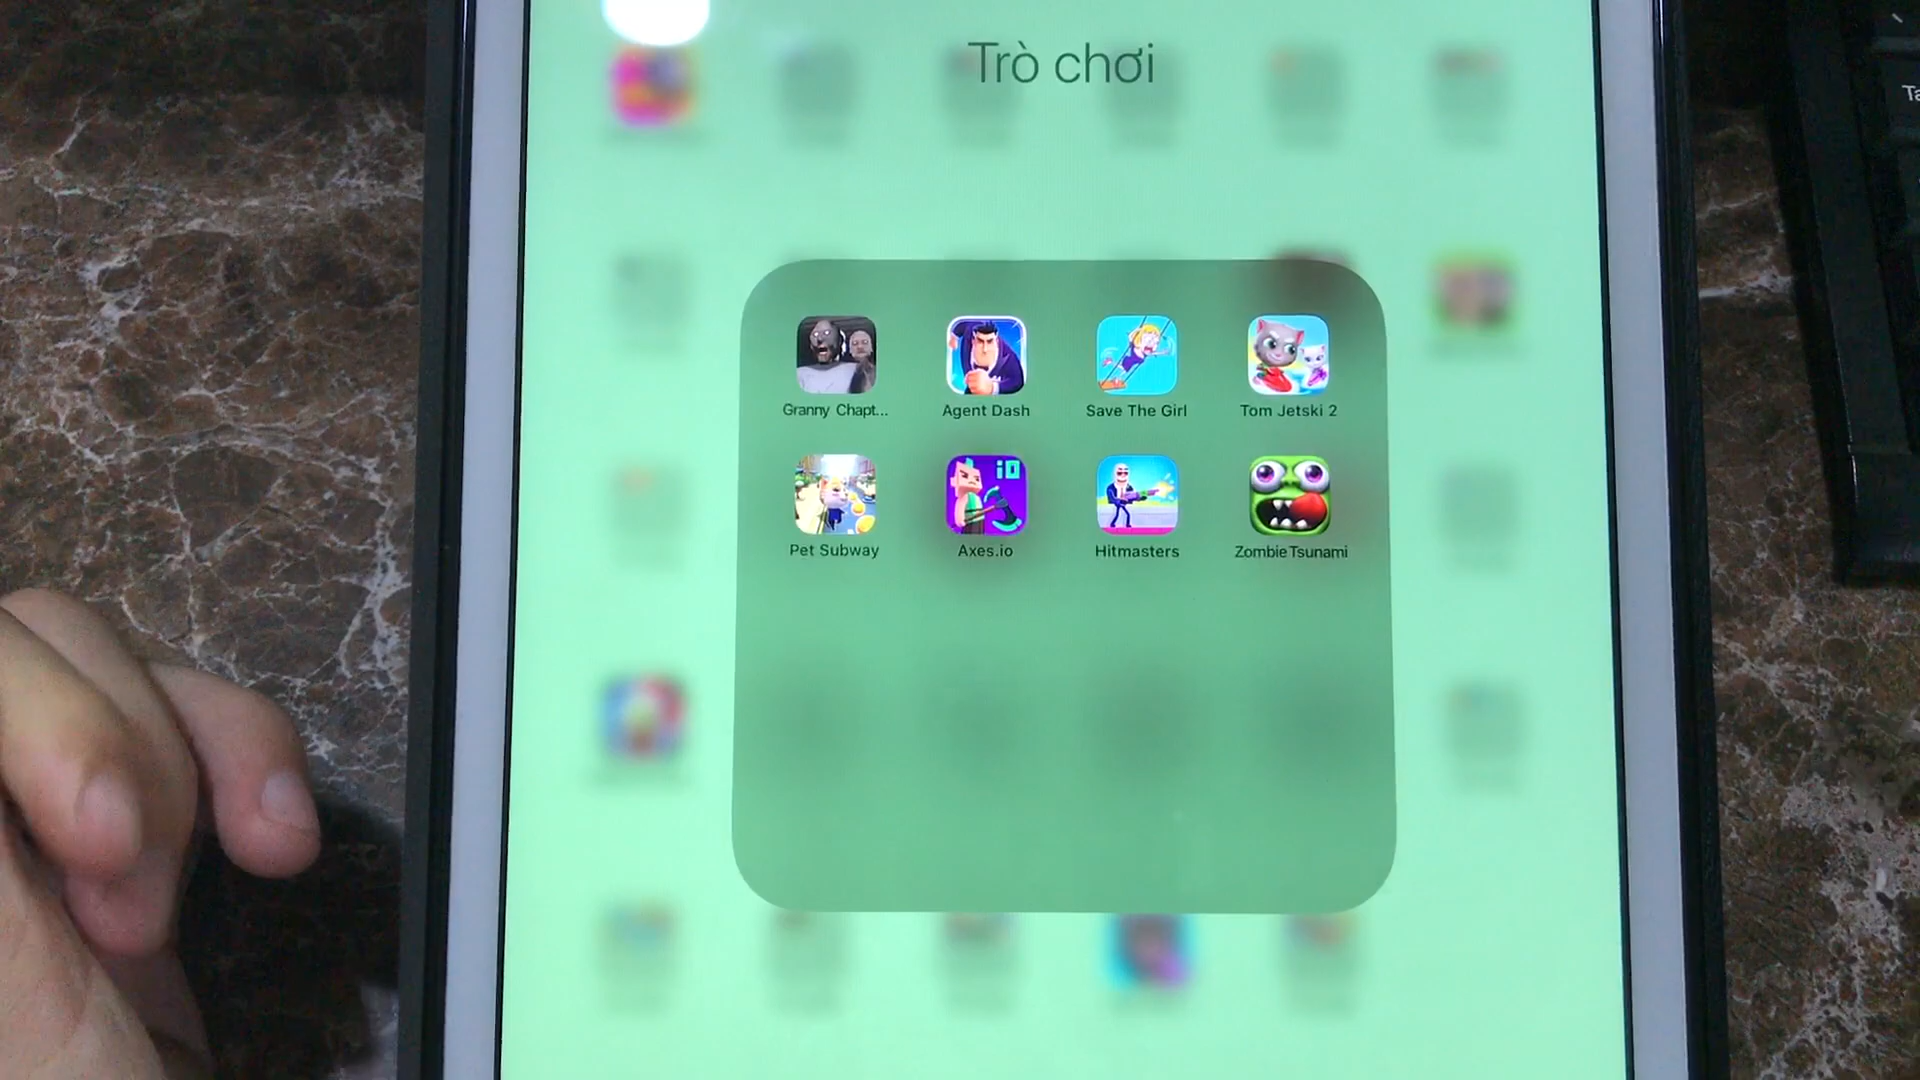 Trò chơi
Granny Chapt...
Agent Dash
Save The Girl
Tom Jetski 2
io
Pet Subway
Axes.io
Hitmasters
Zombie Tsunami